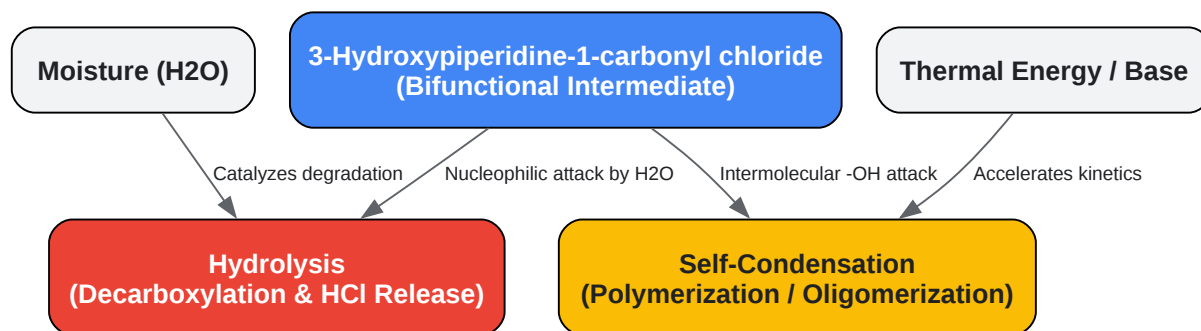 Moisture (H2O)
3-Hydroxypiperidine-1-carbonyl chloride
(Bifunctional Intermediate)
Thermal Energy / Base
Catalyzes degradation
Nucleophilic attack by H2O
Intermolecular -OH attack
Accelerates kinetics
Hydrolysis
(Decarboxylation & HCl Release)
Self-Condensation
(Polymerization / Oligomerization)